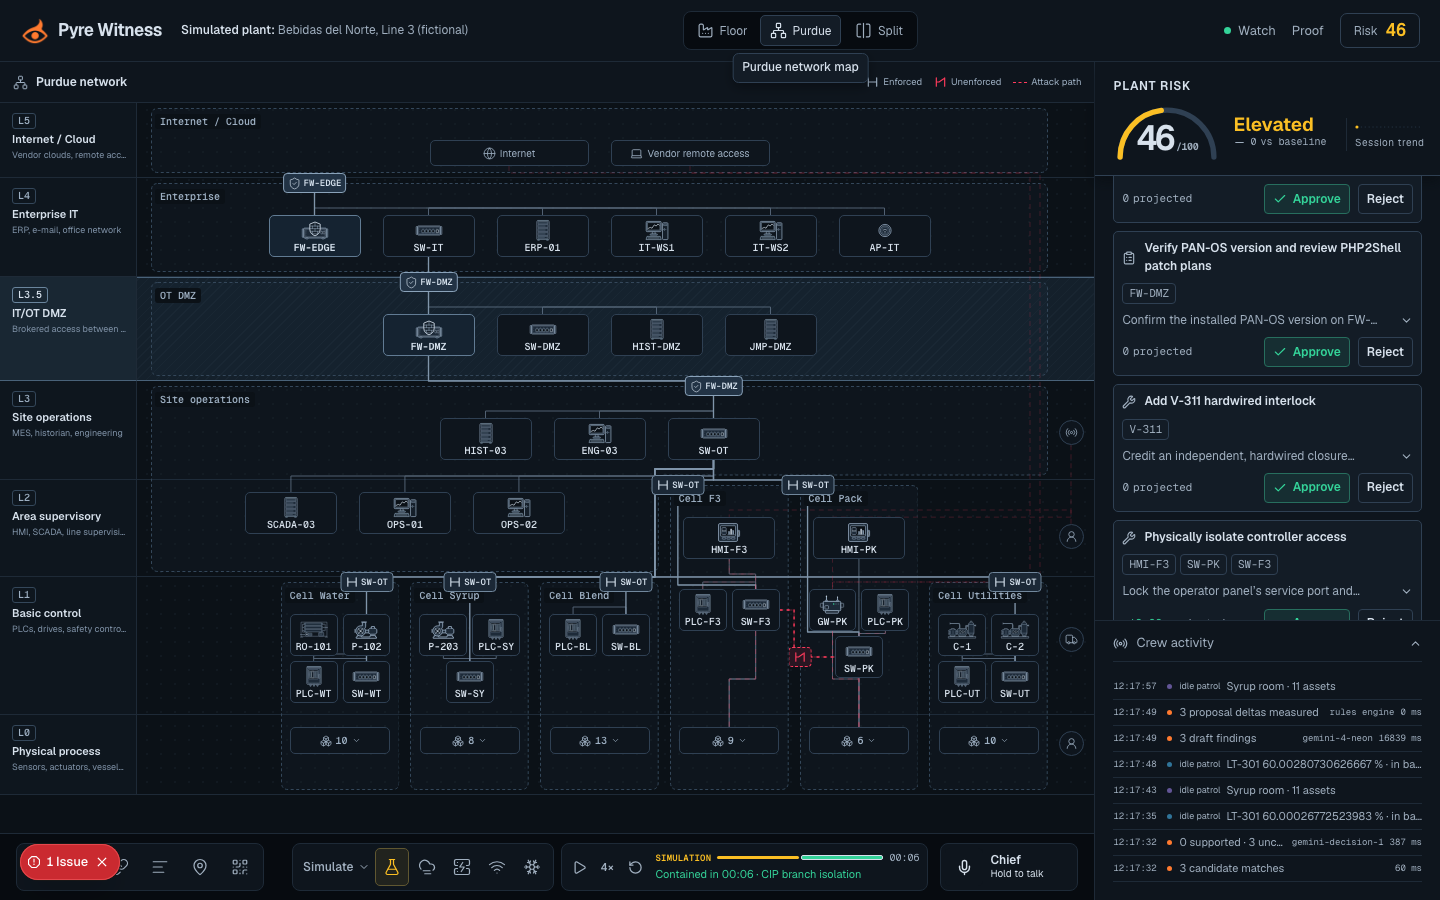 Pyre Witness
Simulated plant: Bebidas del Norte, Line 3 (fictional)
Floor
Purdue
Split
Watch
Proof
Risk 46
Purdue network
Purdue network map
Enforced
Unenforced
Attack path
L5
Internet / Cloud
Vendor clouds, remote acc...
L4
Enterprise IT
ERP, e-mail, office network
L3.5
IT/OT DMZ
Brokered access between ...
L3
Site operations
MES, historian, engineering
L2
Area supervisory
HMI, SCADA, line supervisi...
L1
Basic control
PLCs, drives, safety contro...
L0
Physical process
Sensors, actuators, vessel...
Internet / Cloud
Internet
Vendor remote access
FW-EDGE
Enterprise
FW-EDGE
SW-IT
ERP-01
IT-WS1
IT-WS2
AP-IT
FW-DMZ
OT DMZ
FW-DMZ
SW-DMZ
HIST-DMZ
JMP-DMZ
FW-DMZ
Site operations
HIST-03
ENG-03
SW-OT
SW-OT
SW-OT
Cell F3
Cell Pack
SCADA-03
OPS-01
OPS-02
HMI-F3
HMI-PK
SW-OT
SW-OT
SW-OT
SW-OT
Cell Water
Cell Syrup
Cell Blend
Cell Utilities
PLC-F3
SW-F3
GW-PK
PLC-PK
RO-101
P-102
P-203
PLC-SY
PLC-BL
SW-BL
C-1
C-2
SW-PK
PLC-WT
SW-WT
SW-SY
PLC-UT
SW-UT
10
8
13
9
6
10
PLANT RISK
46 /100
Elevated
— 0 vs baseline
Session trend
0 projected
Approve
Reject
Verify PAN-OS version and review PHP2Shell
patch plans
FW-DMZ
Confirm the installed PAN-OS version on FW-...
0 projected
Approve
Reject
Add V-311 hardwired interlock
V-311
Credit an independent, hardwired closure...
0 projected
Approve
Reject
Physically isolate controller access
HMI-F3
SW-PK
SW-F3
Lock the operator panel's service port and...
Crew activity
12:17:57 idle patrol Syrup room · 11 assets
12:17:49 3 proposal deltas measured rules engine 0 ms
12:17:49 3 draft findings gemini-4-neon 16839 ms
12:17:48 idle patrol LT-301 60.00280730626667 % · in ba...
12:17:43 idle patrol Syrup room · 11 assets
12:17:35 idle patrol LT-301 60.00026772523983 % · in ba...
12:17:32 0 supported · 3 unc... gemini-decision-1 387 ms
12:17:32 3 candidate matches 60 ms
1 Issue
Simulate
4×
SIMULATION
00:06
Contained in 00:06 · CIP branch isolation
Chief
Hold to talk